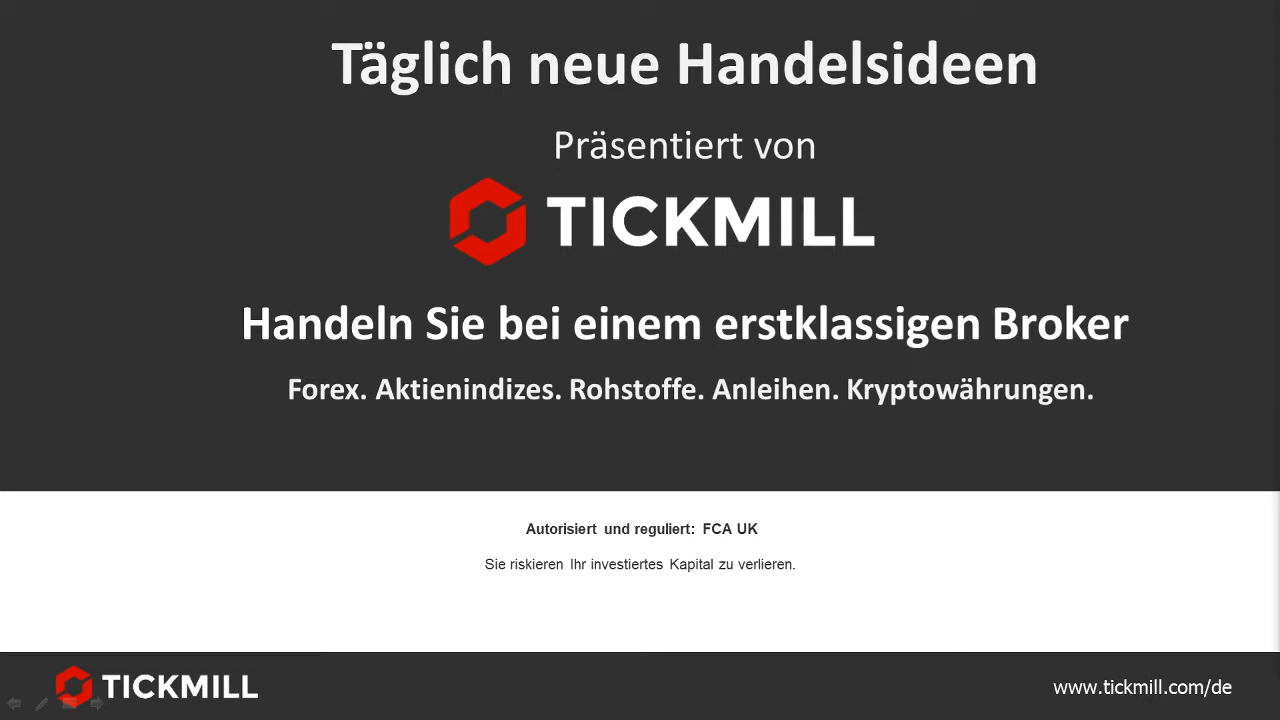 Täglich neue Handelsideen
Präsentiert von
TICKMILL
Handeln Sie bei einem erstklassigen Broker
Forex. Aktienindizes. Rohstoffe. Anleihen. Kryptowährungen.
Autorisiert und reguliert: FCA UK
Sie riskieren Ihr investiertes Kapital zu verlieren.
TICKMILL
www.tickmill.com/de